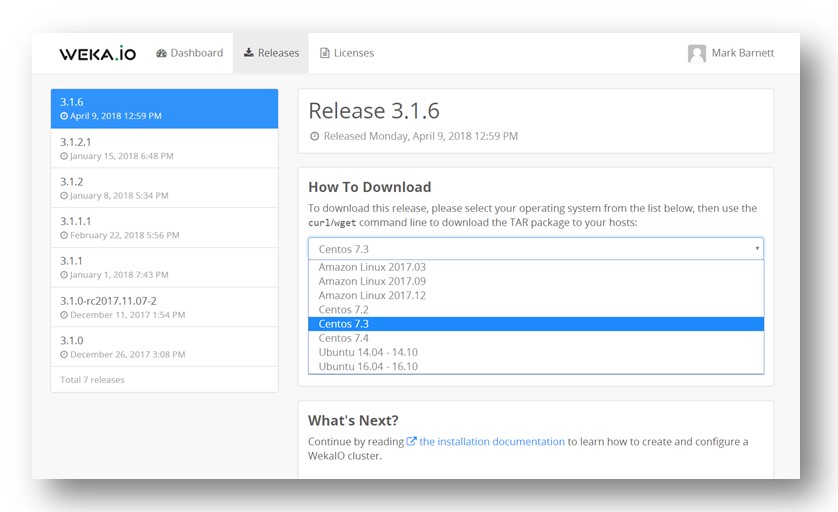 WEKA.iO Dashboard Releases Licenses Mark Barnett
3.1.6
April 9, 2018 12:59 PM
3.1.2.1
January 15, 2018 6:48 PM
3.1.2
January 8, 2018 5:34 PM
3.1.1.1
February 22, 2018 5:56 PM
3.1.1
January 1, 2018 7:43 PM
3.1.0-rc2017.11.07-2
December 11, 2017 1:54 PM
3.1.0
December 26, 2017 3:08 PM
Total 7 releases
Release 3.1.6
Released Monday, April 9, 2018 12:59 PM
How To Download
To download this release, please select your operating system from the list below, then use the
curl/wget command line to download the TAR package to your hosts:
Centos 7.3
Amazon Linux 2017.03
Amazon Linux 2017.09
Amazon Linux 2017.12
Centos 7.2
Centos 7.3
Centos 7.4
Ubuntu 14.04 - 14.10
Ubuntu 16.04 - 16.10
What's Next?
Continue by reading the installation documentation to learn how to create and configure a
WekaIO cluster.